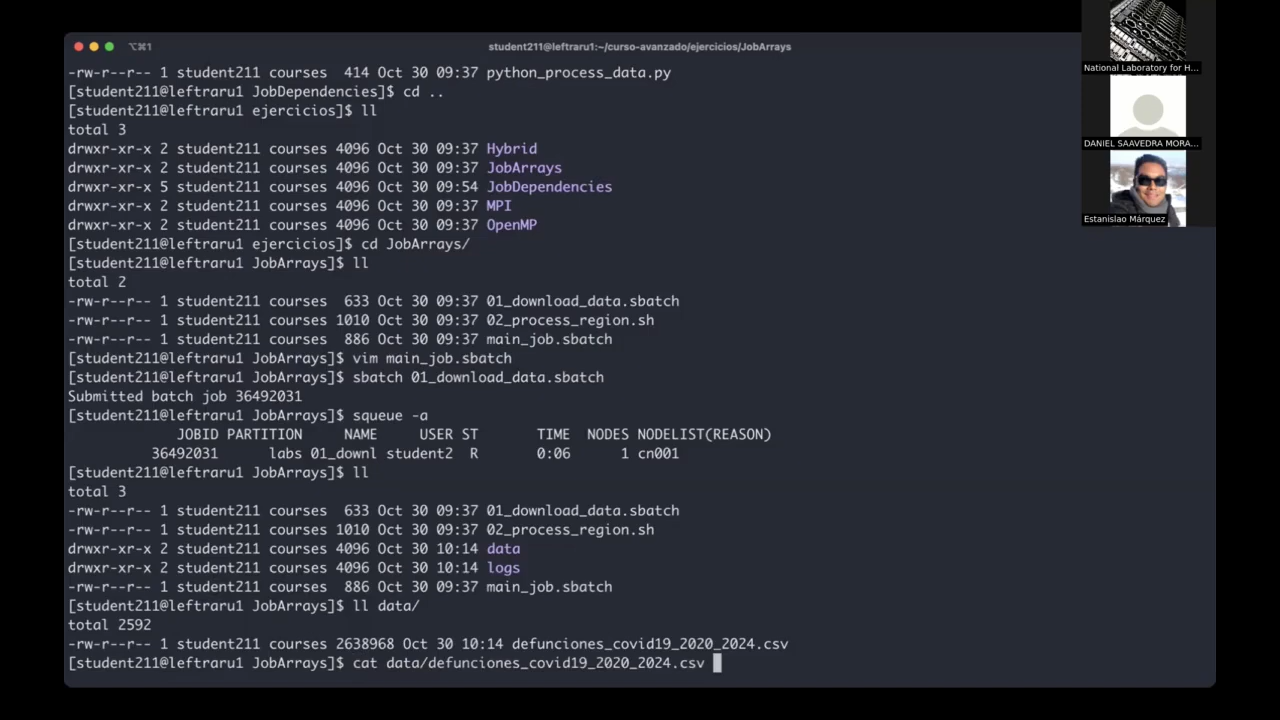 ⌥⌘1
student211@leftraru1:~/curso-avanzado/ejercicios/JobArrays
-rw-r--r-- 1 student211 courses  414 Oct 30 09:37 python_process_data.py
[student211@leftraru1 JobDependencies]$ cd ..
[student211@leftraru1 ejercicios]$ ll
total 3
drwxr-xr-x 2 student211 courses 4096 Oct 30 09:37 Hybrid
drwxr-xr-x 2 student211 courses 4096 Oct 30 09:37 JobArrays
drwxr-xr-x 5 student211 courses 4096 Oct 30 09:54 JobDependencies
drwxr-xr-x 2 student211 courses 4096 Oct 30 09:37 MPI
drwxr-xr-x 2 student211 courses 4096 Oct 30 09:37 OpenMP
[student211@leftraru1 ejercicios]$ cd JobArrays/
[student211@leftraru1 JobArrays]$ ll
total 2
-rw-r--r-- 1 student211 courses  633 Oct 30 09:37 01_download_data.sbatch
-rw-r--r-- 1 student211 courses 1010 Oct 30 09:37 02_process_region.sh
-rw-r--r-- 1 student211 courses  886 Oct 30 09:37 main_job.sbatch
[student211@leftraru1 JobArrays]$ vim main_job.sbatch
[student211@leftraru1 JobArrays]$ sbatch 01_download_data.sbatch
Submitted batch job 36492031
[student211@leftraru1 JobArrays]$ squeue -a
JOBID PARTITION     NAME     USER ST       TIME  NODES NODELIST(REASON)
36492031      labs 01_downl student2  R       0:06      1 cn001
[student211@leftraru1 JobArrays]$ ll
total 3
-rw-r--r-- 1 student211 courses  633 Oct 30 09:37 01_download_data.sbatch
-rw-r--r-- 1 student211 courses 1010 Oct 30 09:37 02_process_region.sh
drwxr-xr-x 2 student211 courses 4096 Oct 30 10:14 data
drwxr-xr-x 2 student211 courses 4096 Oct 30 10:14 logs
-rw-r--r-- 1 student211 courses  886 Oct 30 09:37 main_job.sbatch
[student211@leftraru1 JobArrays]$ ll data/
total 2592
-rw-r--r-- 1 student211 courses 2638968 Oct 30 10:14 defunciones_covid19_2020_2024.csv
[student211@leftraru1 JobArrays]$ cat data/defunciones_covid19_2020_2024.csv
National Laboratory for H...
DANIEL SAAVEDRA MORA...
Estanislao Márquez